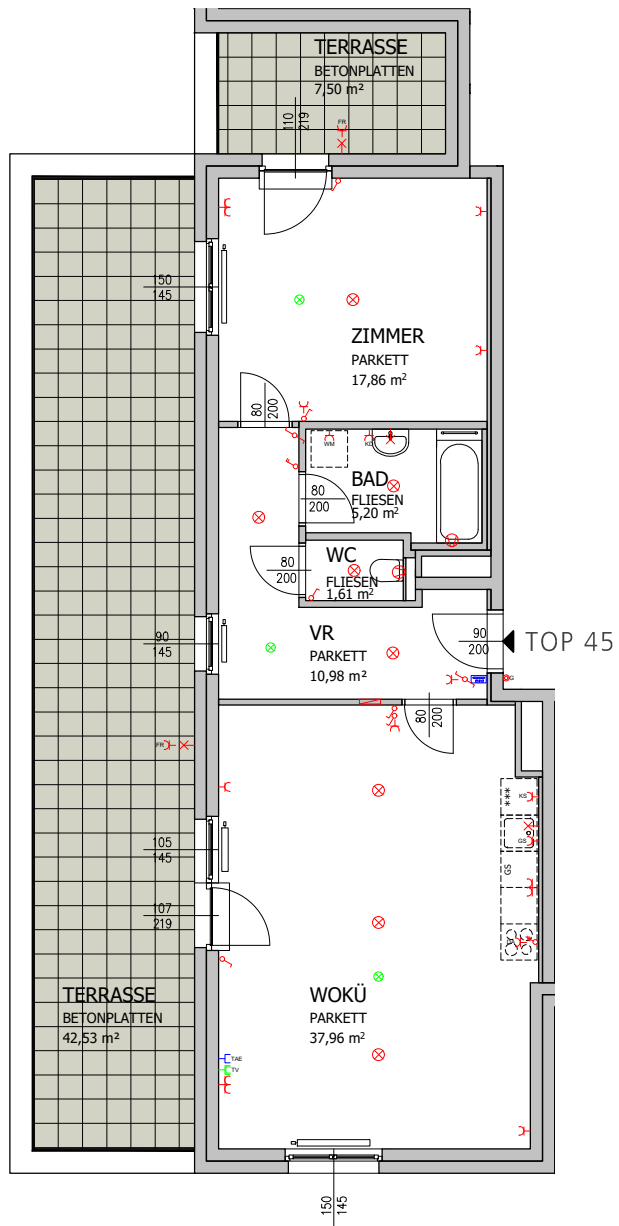 TERRASSE
BETONPLATTEN
7,50 m²
110
219
FR
150
145
ZIMMER
PARKETT
17,86 m²
80
200
WM
KG
BAD
FLIESEN
5,20 m²
80
200
WC
FLIESEN
1,61 m²
80
200
VR
PARKETT
10,98 m²
90
145
90
200
TOP 45
G
80
200
FR
KS
***
GS
GS
105
145
107
219
WOKÜ
PARKETT
37,96 m²
TERRASSE
BETONPLATTEN
42,53 m²
TAE
TV
150
145